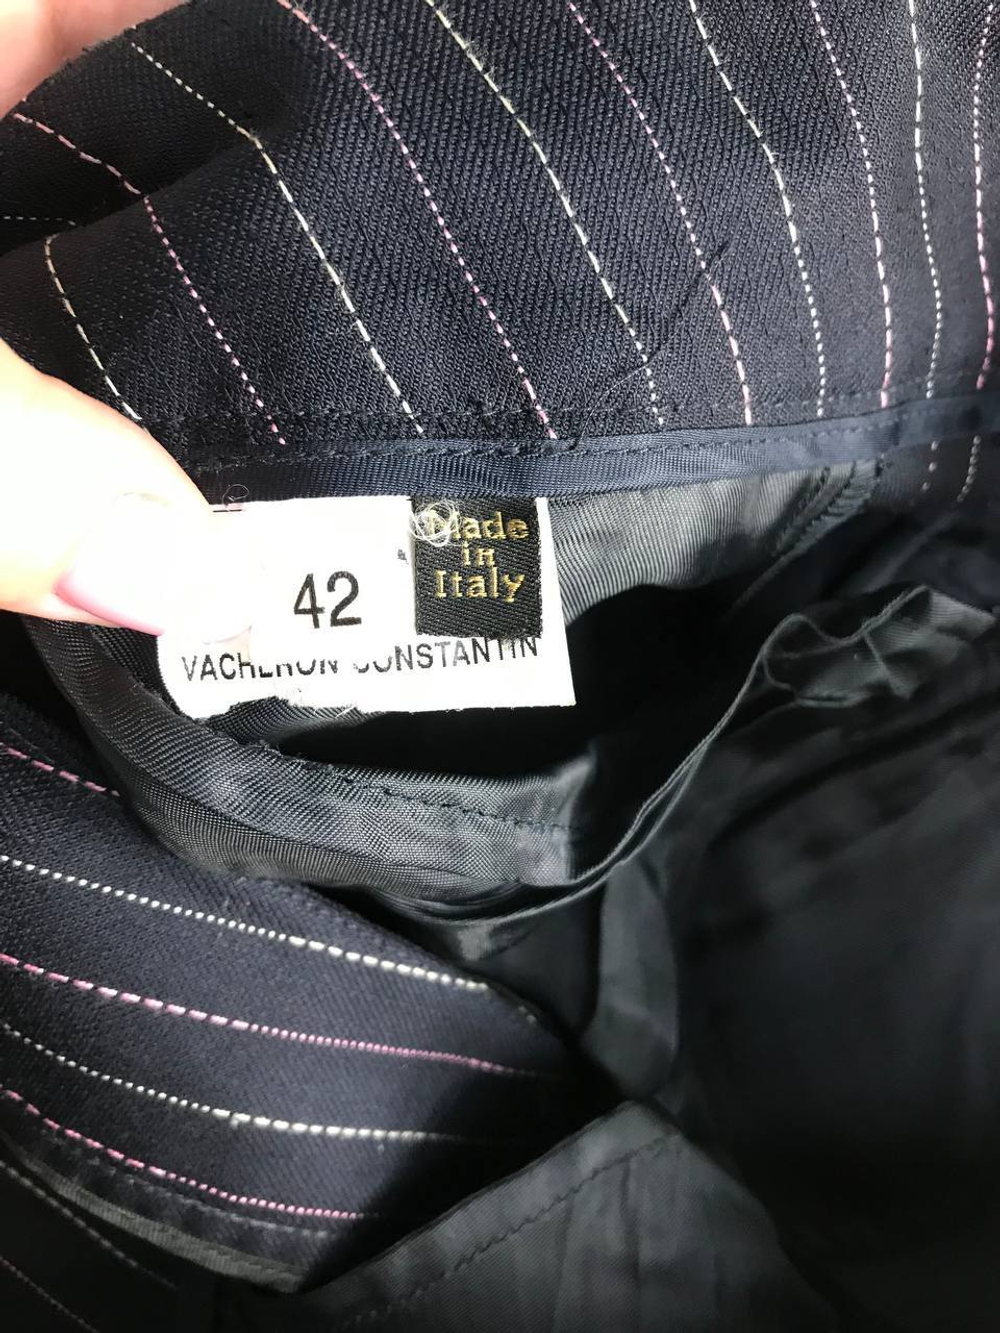 Made
in
Italy
42
VACHERON CONSTANTIN